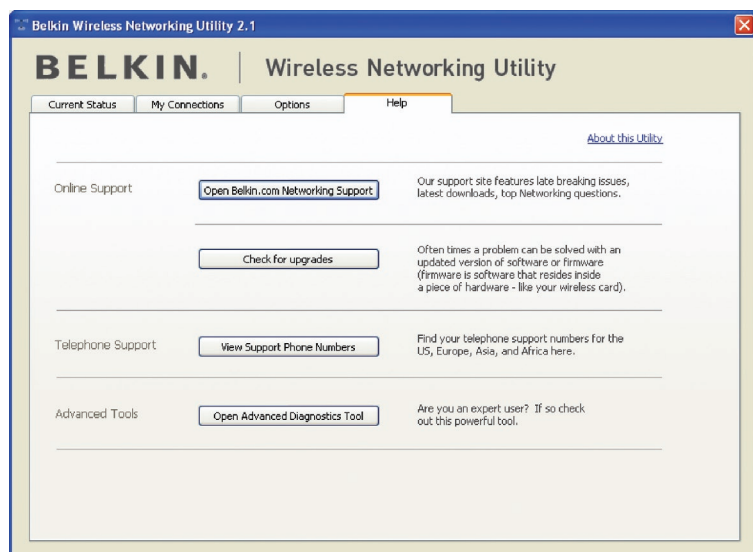 Belkin Wireless Networking Utility 2.1
BELKIN. Wireless Networking Utility
Current Status My Connections Options Help
About this Utility
Online Support
Open Belkin.com Networking Support
Our support site features late breaking issues,
latest downloads, top Networking questions.
Check for upgrades
Often times a problem can be solved with an
updated version of software or firmware
(firmware is software that resides inside
a piece of hardware - like your wireless card).
Telephone Support
View Support Phone Numbers
Find your telephone support numbers for the
US, Europe, Asia, and Africa here.
Advanced Tools
Open Advanced Diagnostics Tool
Are you an expert user? If so check
out this powerful tool.